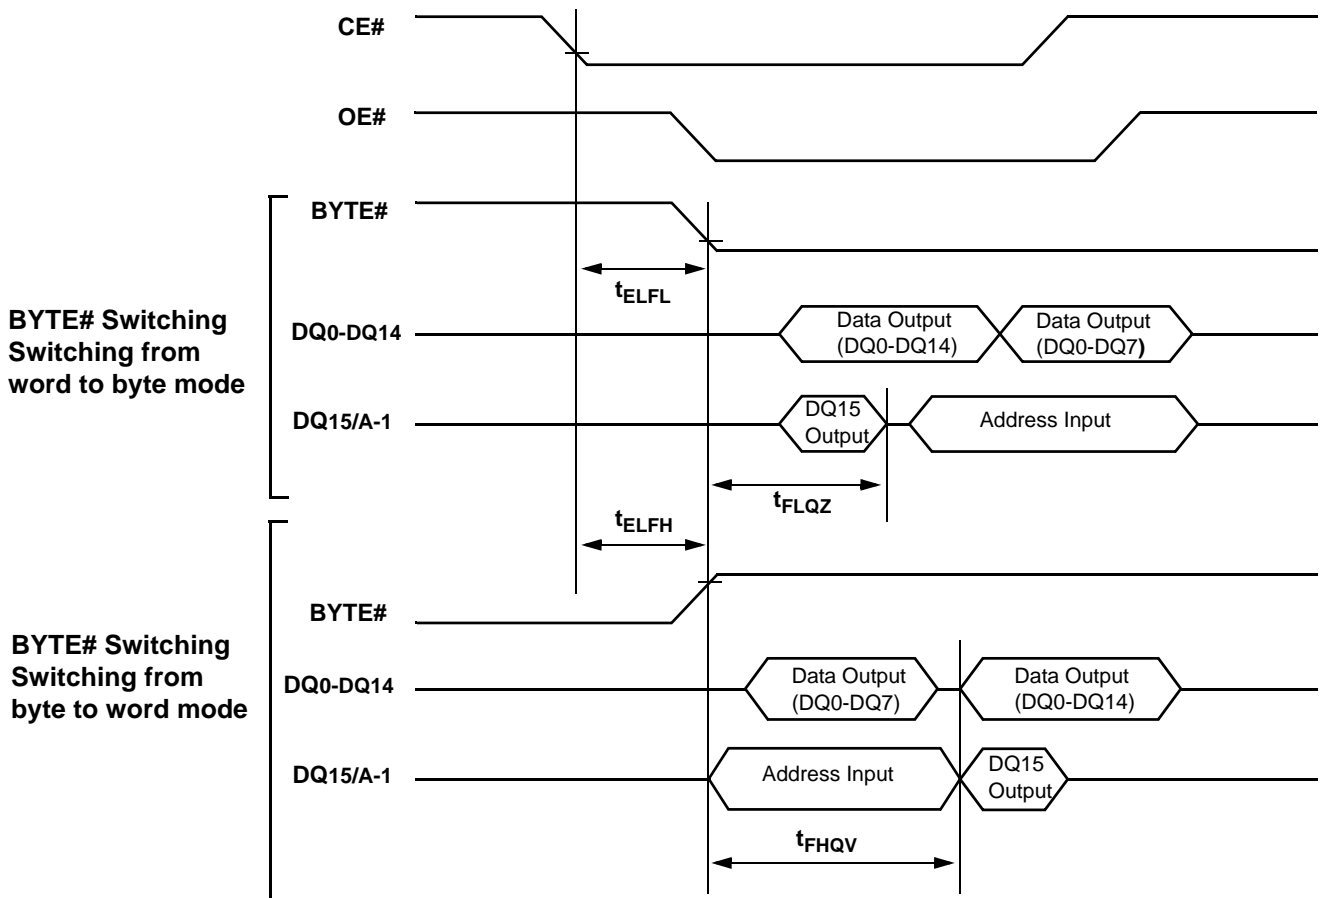 CE#
OE#
BYTE#
tELFL
BYTE# Switching
Switching from
word to byte mode
DQ0-DQ14
Data Output
(DQ0-DQ14)
Data Output
(DQ0-DQ7)
DQ15/A-1
DQ15
Output
Address Input
tFLQZ
tELFH
BYTE#
BYTE# Switching
Switching from
byte to word mode
DQ0-DQ14
Data Output
(DQ0-DQ7)
Data Output
(DQ0-DQ14)
DQ15/A-1
Address Input
DQ15
Output
tFHQV